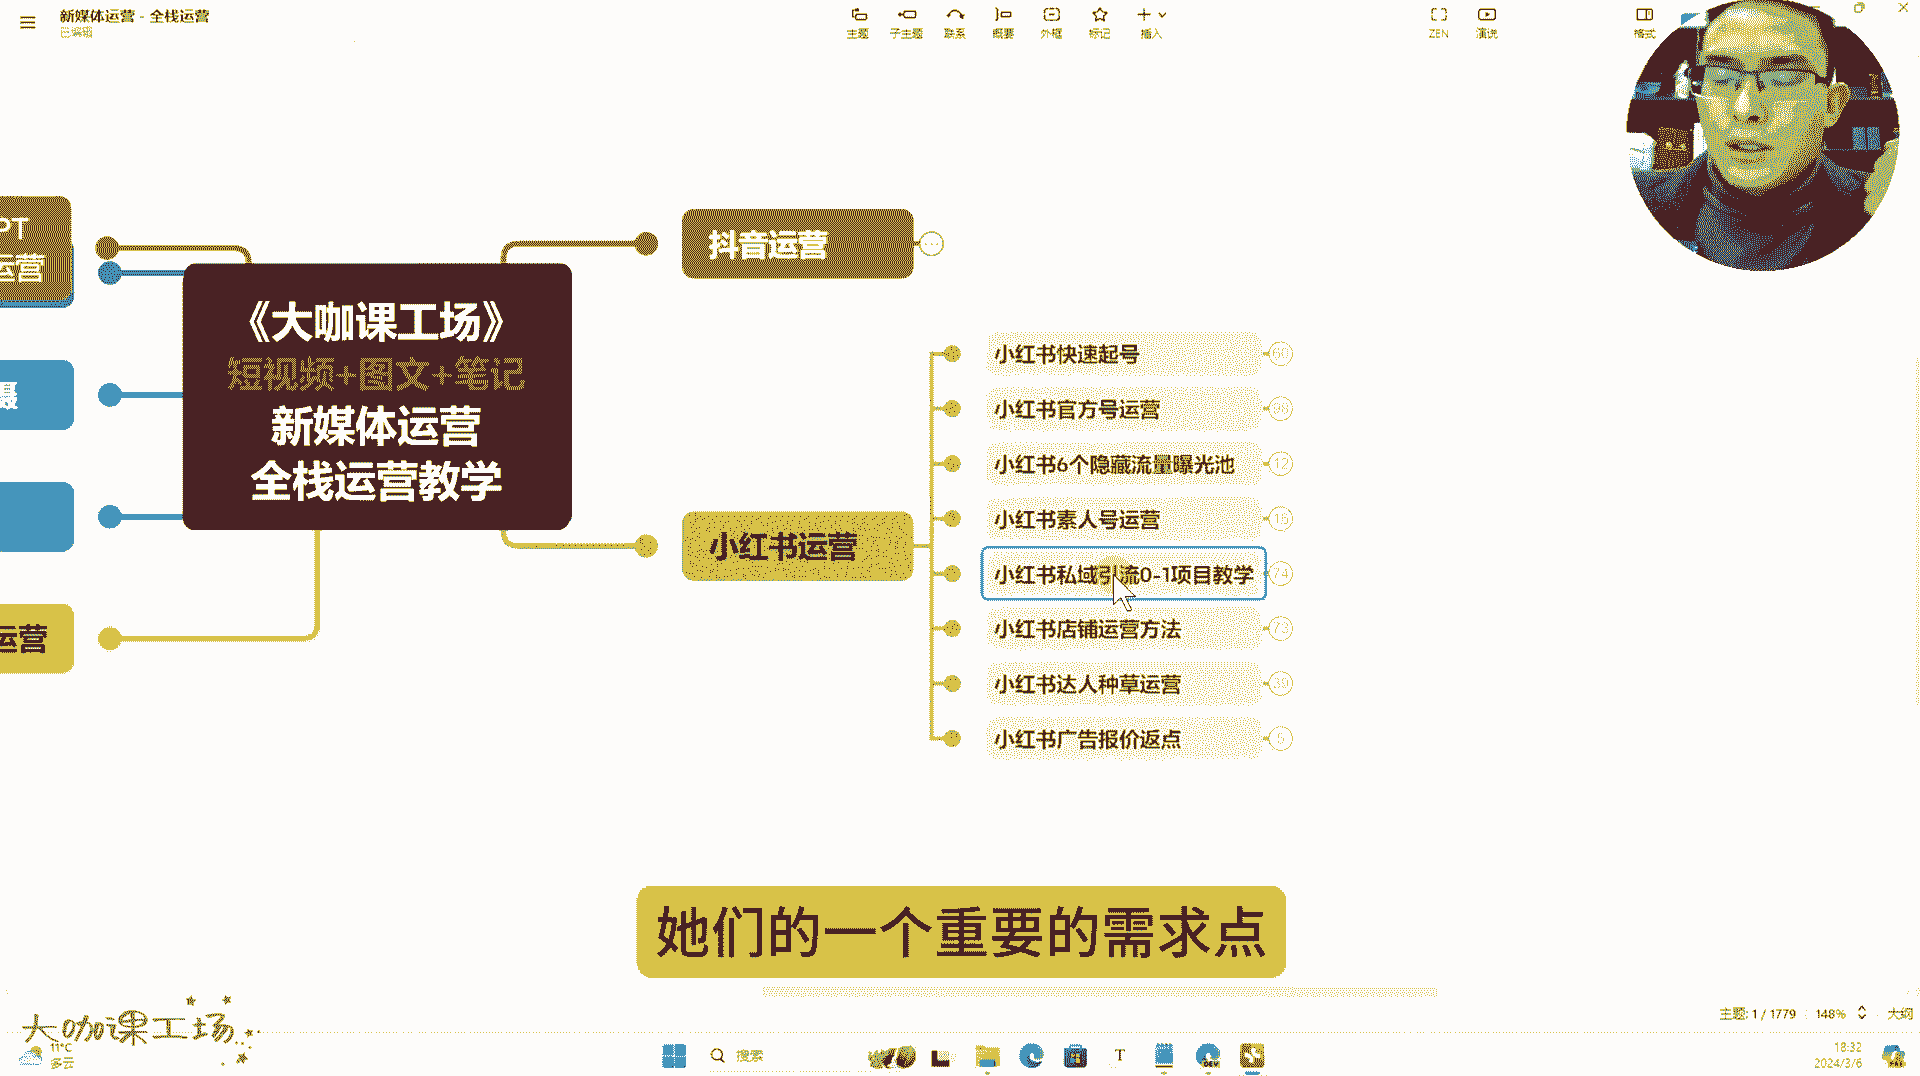 新媒体运营 - 全栈运营
已编辑
主题
子主题
联系
概要
外框
标记
插入
ZEN
演说
格式
PT
运营
摄
运营
《大咖课工场》
短视频+图文+笔记
新媒体运营
全栈运营教学
抖音运营
小红书运营
小红书快速起号
60
小红书官方号运营
98
小红书6个隐藏流量曝光池
12
小红书素人号运营
16
小红书私域引流0-1项目教学
74
小红书店铺运营方法
73
小红书达人种草运营
39
小红书广告报价返点
5
她们的一个重要的需求点
大咖课工场
主题: 1 / 1779
148%
大纲
11°C
多云
搜索
18:32
2024/3/6